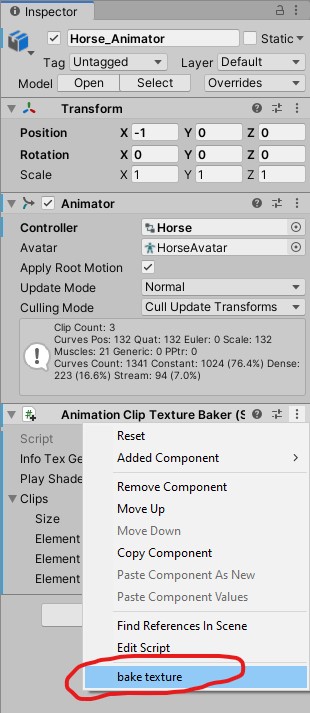 Inspector
Horse_Animator
Static
Tag Untagged Layer Default
Model Open Select Overrides
Transform
Position X -1 Y 0 Z 0
Rotation X 0 Y 0 Z 0
Scale X 1 Y 1 Z 1
Animator
Controller Horse
Avatar HorseAvatar
Apply Root Motion
Update Mode Normal
Culling Mode Cull Update Transforms
Clip Count: 3
Curves Pos: 132 Quat: 132 Euler: 0 Scale: 132
Muscles: 21 Generic: 0 PPtr: 0
Curves Count: 1341 Constant: 1024 (76.4%) Dense:
223 (16.6%) Stream: 94 (7.0%)
Animation Clip Texture Baker (S
Script
Info Tex Ge
Play Shade
Clips
Size
Element
Element
Element
Reset
Added Component
Remove Component
Move Up
Move Down
Copy Component
Paste Component As New
Paste Component Values
Find References In Scene
Edit Script
bake texture